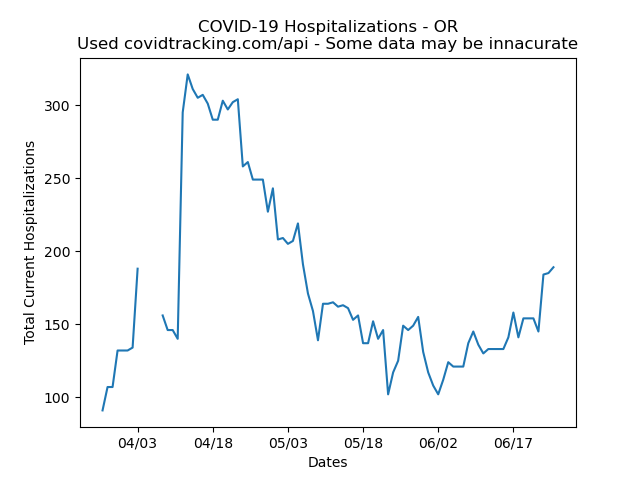 COVID-19 Hospitalizations - OR
Used covidtracking.com/api - Some data may be innacurate
Total Current Hospitalizations
300
250
200
150
100
04/03 04/18 05/03 05/18 06/02 06/17
Dates